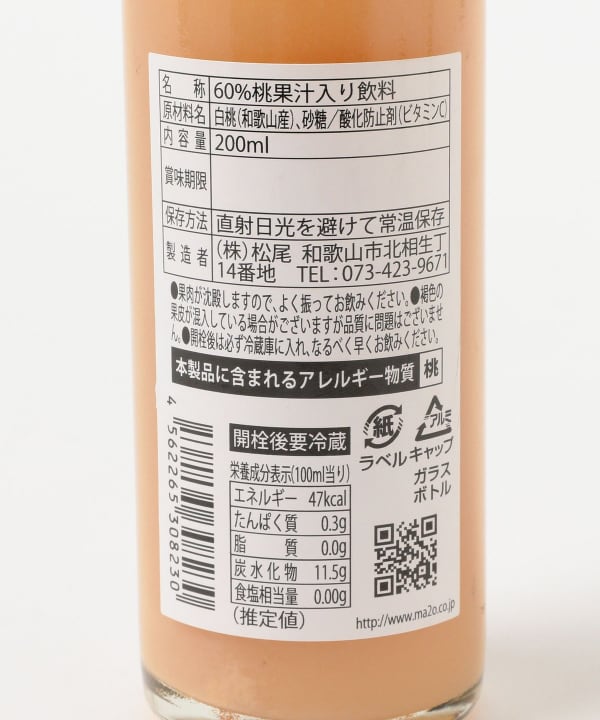 名称 60%桃果汁入り飲料
原材料名 白桃(和歌山産)、砂糖／酸化防止剤(ビタミンC)
内容量 200ml
賞味期限
保存方法 直射日光を避けて常温保存
製造者 (株)松尾 和歌山市北相生丁
14番地 TEL:073-423-9671
●果肉が沈殿しますので、よく振ってお飲みください。●褐色の
果皮が混入している場合がございますが品質に問題はございませ
ん。●開栓後は必ず冷蔵庫に入れ、なるべく早くお飲みください。
本製品に含まれるアレルギー物質 桃
4 562265 308230
開栓後要冷蔵
栄養成分表示(100ml当り)
エネルギー 47kcal
たんぱく質 0.3g
脂質 0.0g
炭水化物 11.5g
食塩相当量 0.00g
(推定値)
紙
ラベル
アルミ
キャップ
ガラス
ボトル
http://www.ma2o.co.jp